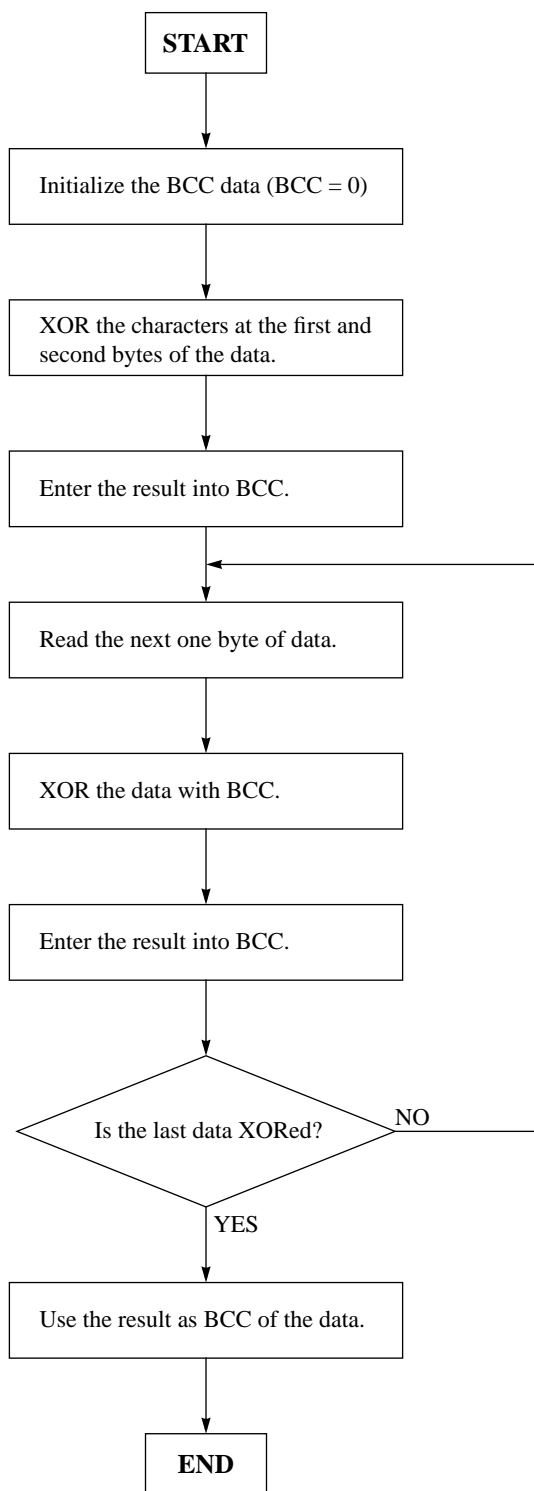 START
Initialize the BCC data (BCC = 0)
XOR the characters at the first and
second bytes of the data.
Enter the result into BCC.
Read the next one byte of data.
XOR the data with BCC.
Enter the result into BCC.
Is the last data XORed?
NO
YES
Use the result as BCC of the data.
END